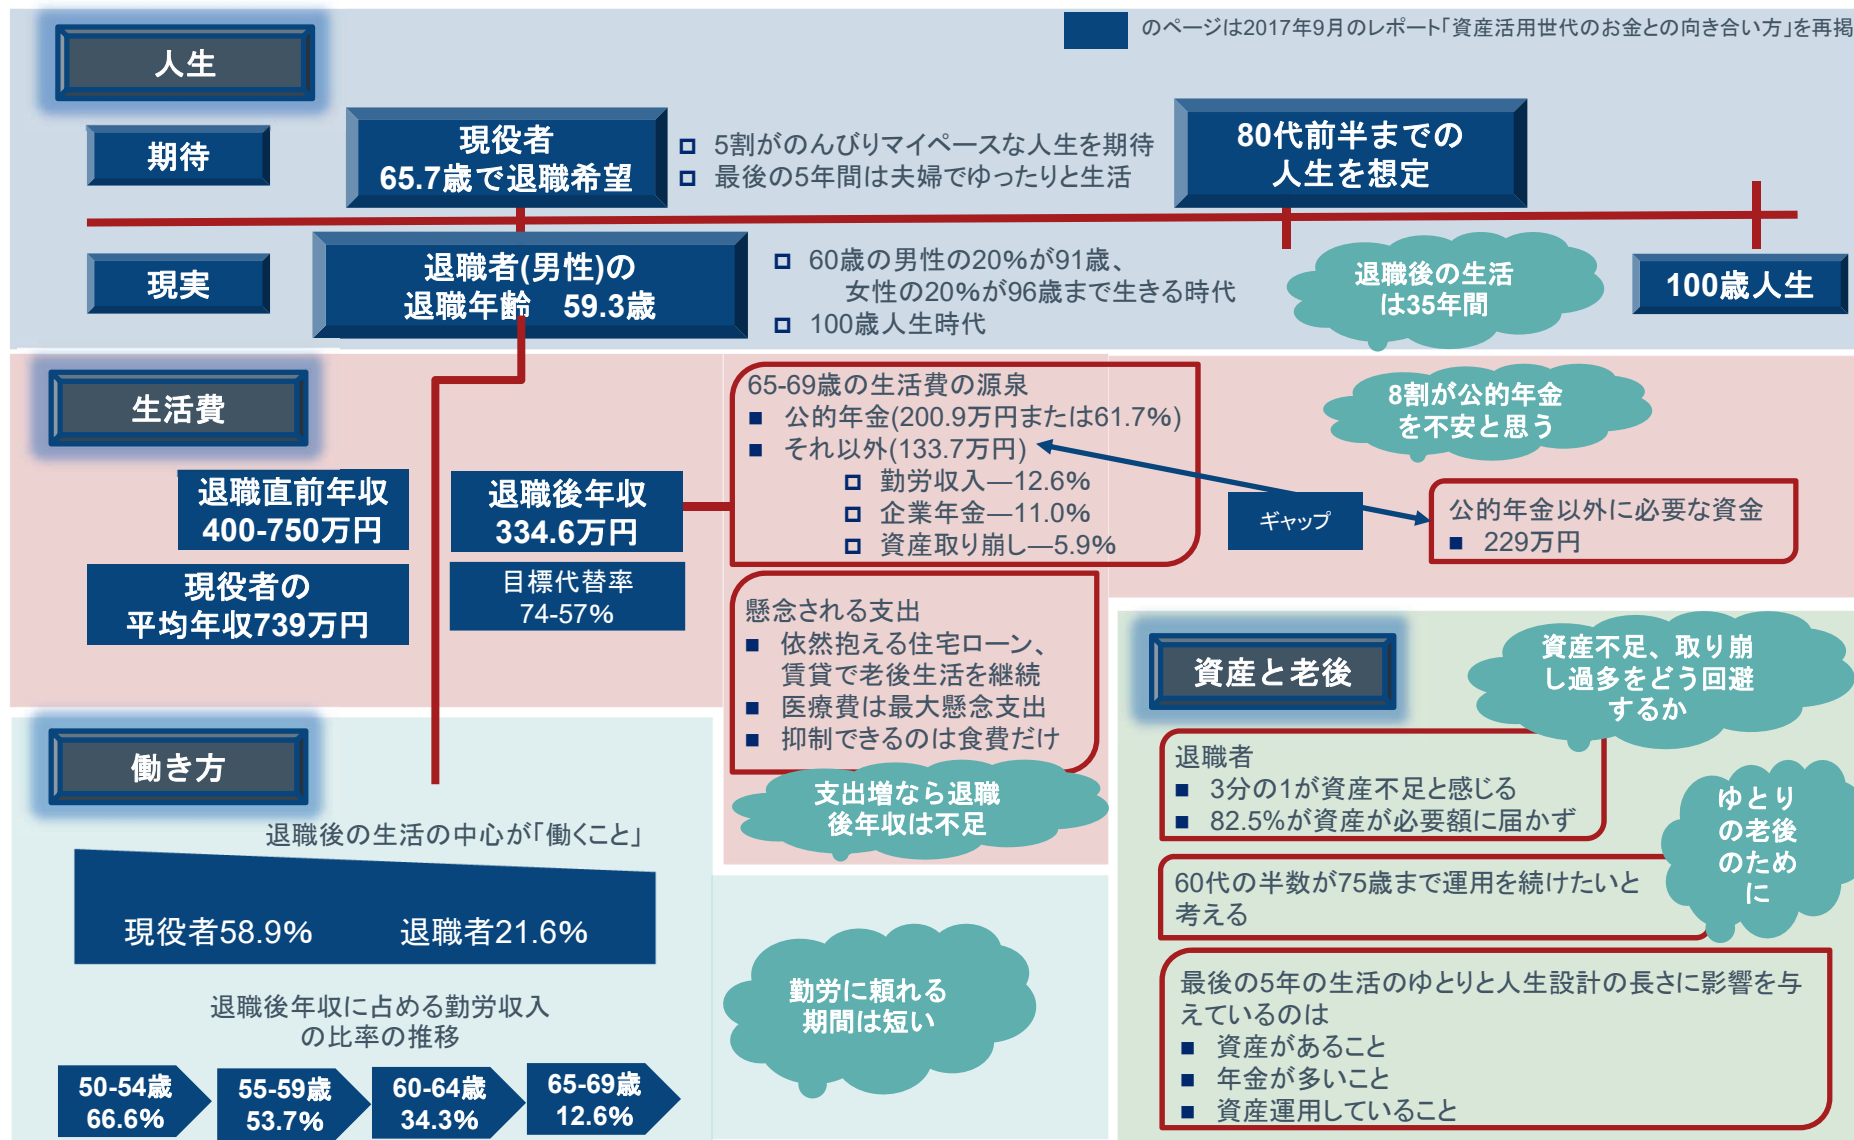 のページは2017年9月のレポート「資産活用世代のお金との向き合い方」を再掲
人生
期待
現役者
65.7歳で退職希望
□ 5割がのんびりマイペースな人生を期待
□ 最後の5年間は夫婦でゆったりと生活
80代前半までの
人生を想定
現実
退職者(男性)の
退職年齢 59.3歳
□ 60歳の男性の20%が91歳、
女性の20%が96歳まで生きる時代
□ 100歳人生時代
退職後の生活
は35年間
100歳人生
生活費
退職直前年収
400-750万円
現役者の
平均年収739万円
退職後年収
334.6万円
目標代替率
74-57%
65-69歳の生活費の源泉
■ 公的年金(200.9万円または61.7%)
■ それ以外(133.7万円)
□ 勤労収入―12.6%
□ 企業年金―11.0%
□ 資産取り崩し―5.9%
8割が公的年金
を不安と思う
ギャップ
公的年金以外に必要な資金
■ 229万円
懸念される支出
■ 依然抱える住宅ローン、
賃貸で老後生活を継続
■ 医療費は最大懸念支出
■ 抑制できるのは食費だけ
支出増なら退職
後年収は不足
働き方
退職後の生活の中心が「働くこと」
現役者58.9% 退職者21.6%
退職後年収に占める勤労収入
の比率の推移
50-54歳
66.6%
55-59歳
53.7%
60-64歳
34.3%
65-69歳
12.6%
勤労に頼れる
期間は短い
資産と老後
資産不足、取り崩
し過多をどう回避
するか
退職者
■ 3分の1が資産不足と感じる
■ 82.5%が資産が必要額に届かず
ゆとり
の老後
のため
に
60代の半数が75歳まで運用を続けたいと
考える
最後の5年の生活のゆとりと人生設計の長さに影響を与
えているのは
■ 資産があること
■ 年金が多いこと
■ 資産運用していること